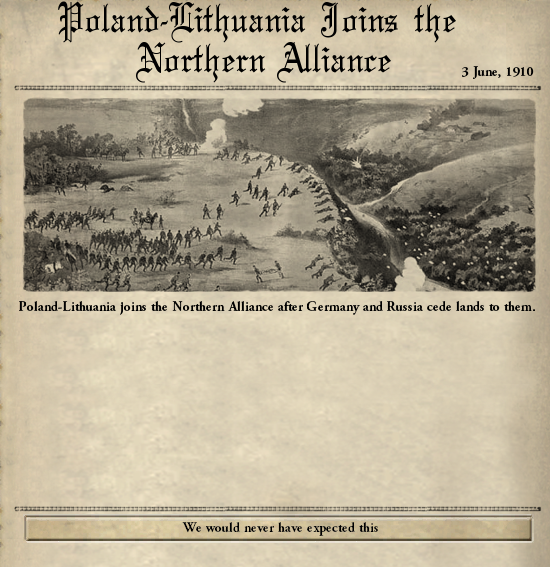 Poland-Lithuania Joins the
Northern Alliance
3 June, 1910
Poland-Lithuania joins the Northern Alliance after Germany and Russia cede lands to them.
We would never have expected this